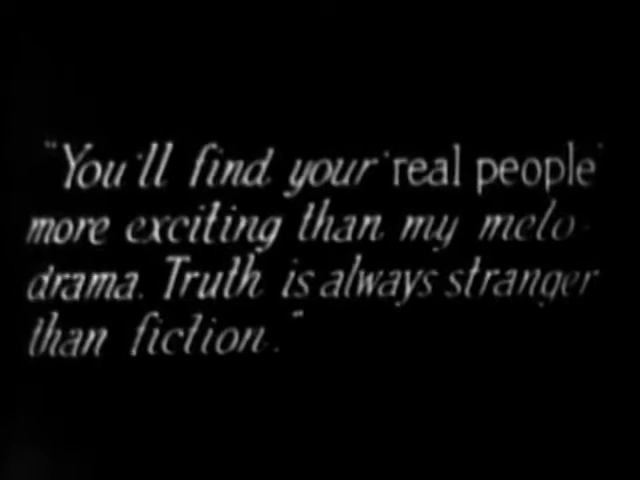 "You'll find your 'real people'
more exciting than my melo-
drama. Truth is always stranger
than fiction."